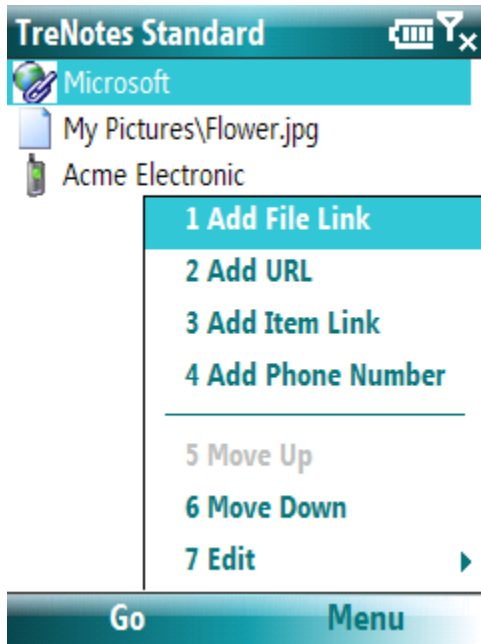 TreNotes Standard
Microsoft
My Pictures\Flower.jpg
Acme Electronic
1 Add File Link
2 Add URL
3 Add Item Link
4 Add Phone Number
5 Move Up
6 Move Down
7 Edit
Go Menu